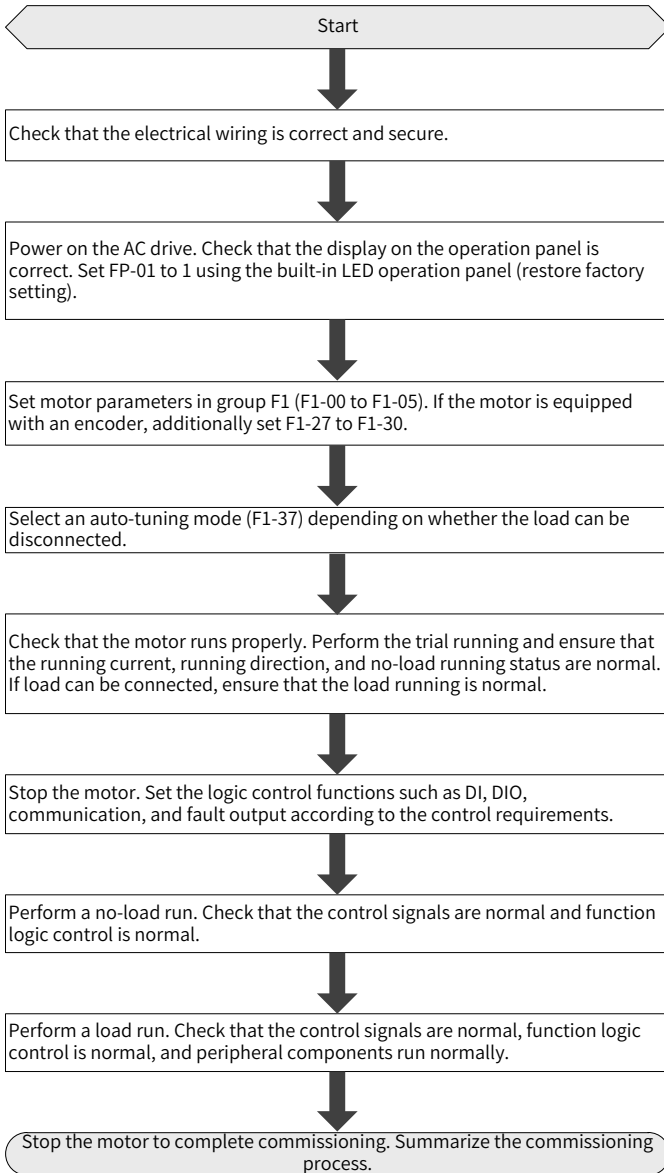 Start
Check that the electrical wiring is correct and secure.
Power on the AC drive. Check that the display on the operation panel is
correct. Set FP-01 to 1 using the built-in LED operation panel (restore factory
setting).
Set motor parameters in group F1 (F1-00 to F1-05). If the motor is equipped
with an encoder, additionally set F1-27 to F1-30.
Select an auto-tuning mode (F1-37) depending on whether the load can be
disconnected.
Check that the motor runs properly. Perform the trial running and ensure that
the running current, running direction, and no-load running status are normal.
If load can be connected, ensure that the load running is normal.
Stop the motor. Set the logic control functions such as DI, DIO,
communication, and fault output according to the control requirements.
Perform a no-load run. Check that the control signals are normal and function
logic control is normal.
Perform a load run. Check that the control signals are normal, function logic
control is normal, and peripheral components run normally.
Stop the motor to complete commissioning. Summarize the commissioning
process.